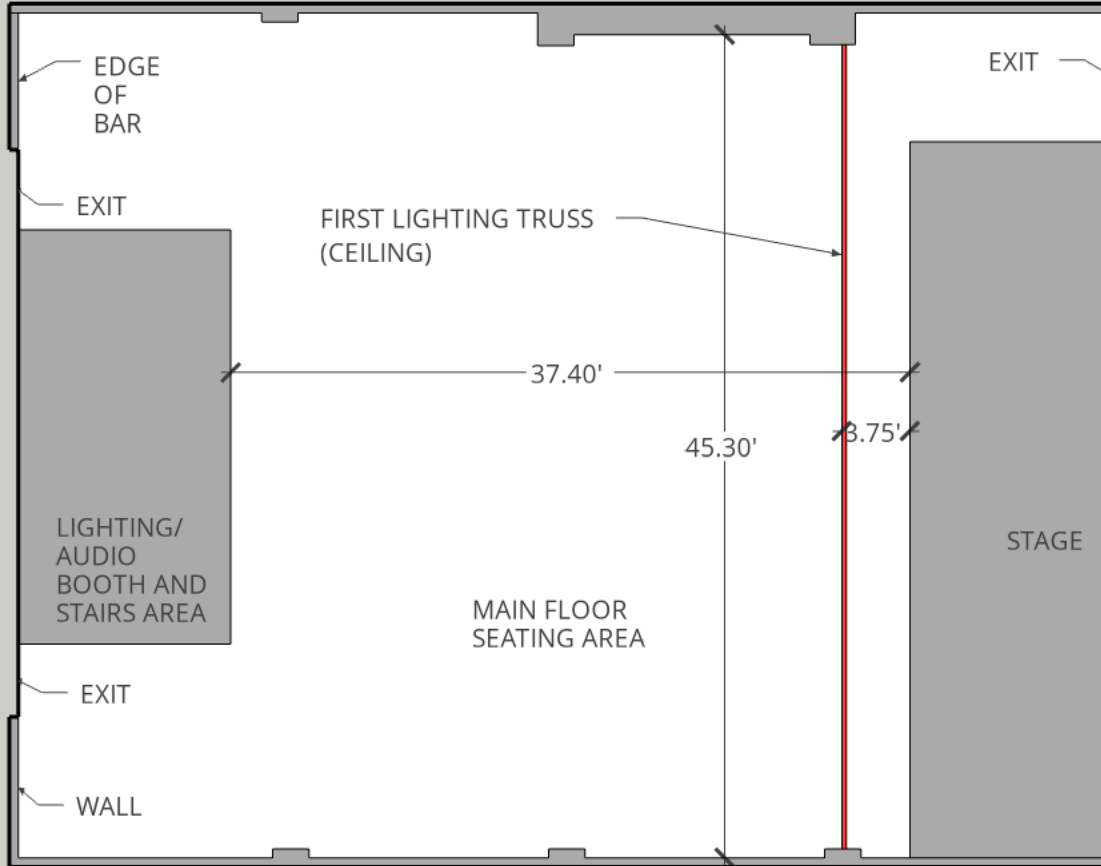 EDGE
OF
BAR
EXIT
EXIT
FIRST LIGHTING TRUSS
(CEILING)
37.40'
3.75'
45.30'
LIGHTING/
AUDIO
BOOTH AND
STAIRS AREA
STAGE
MAIN FLOOR
SEATING AREA
EXIT
WALL